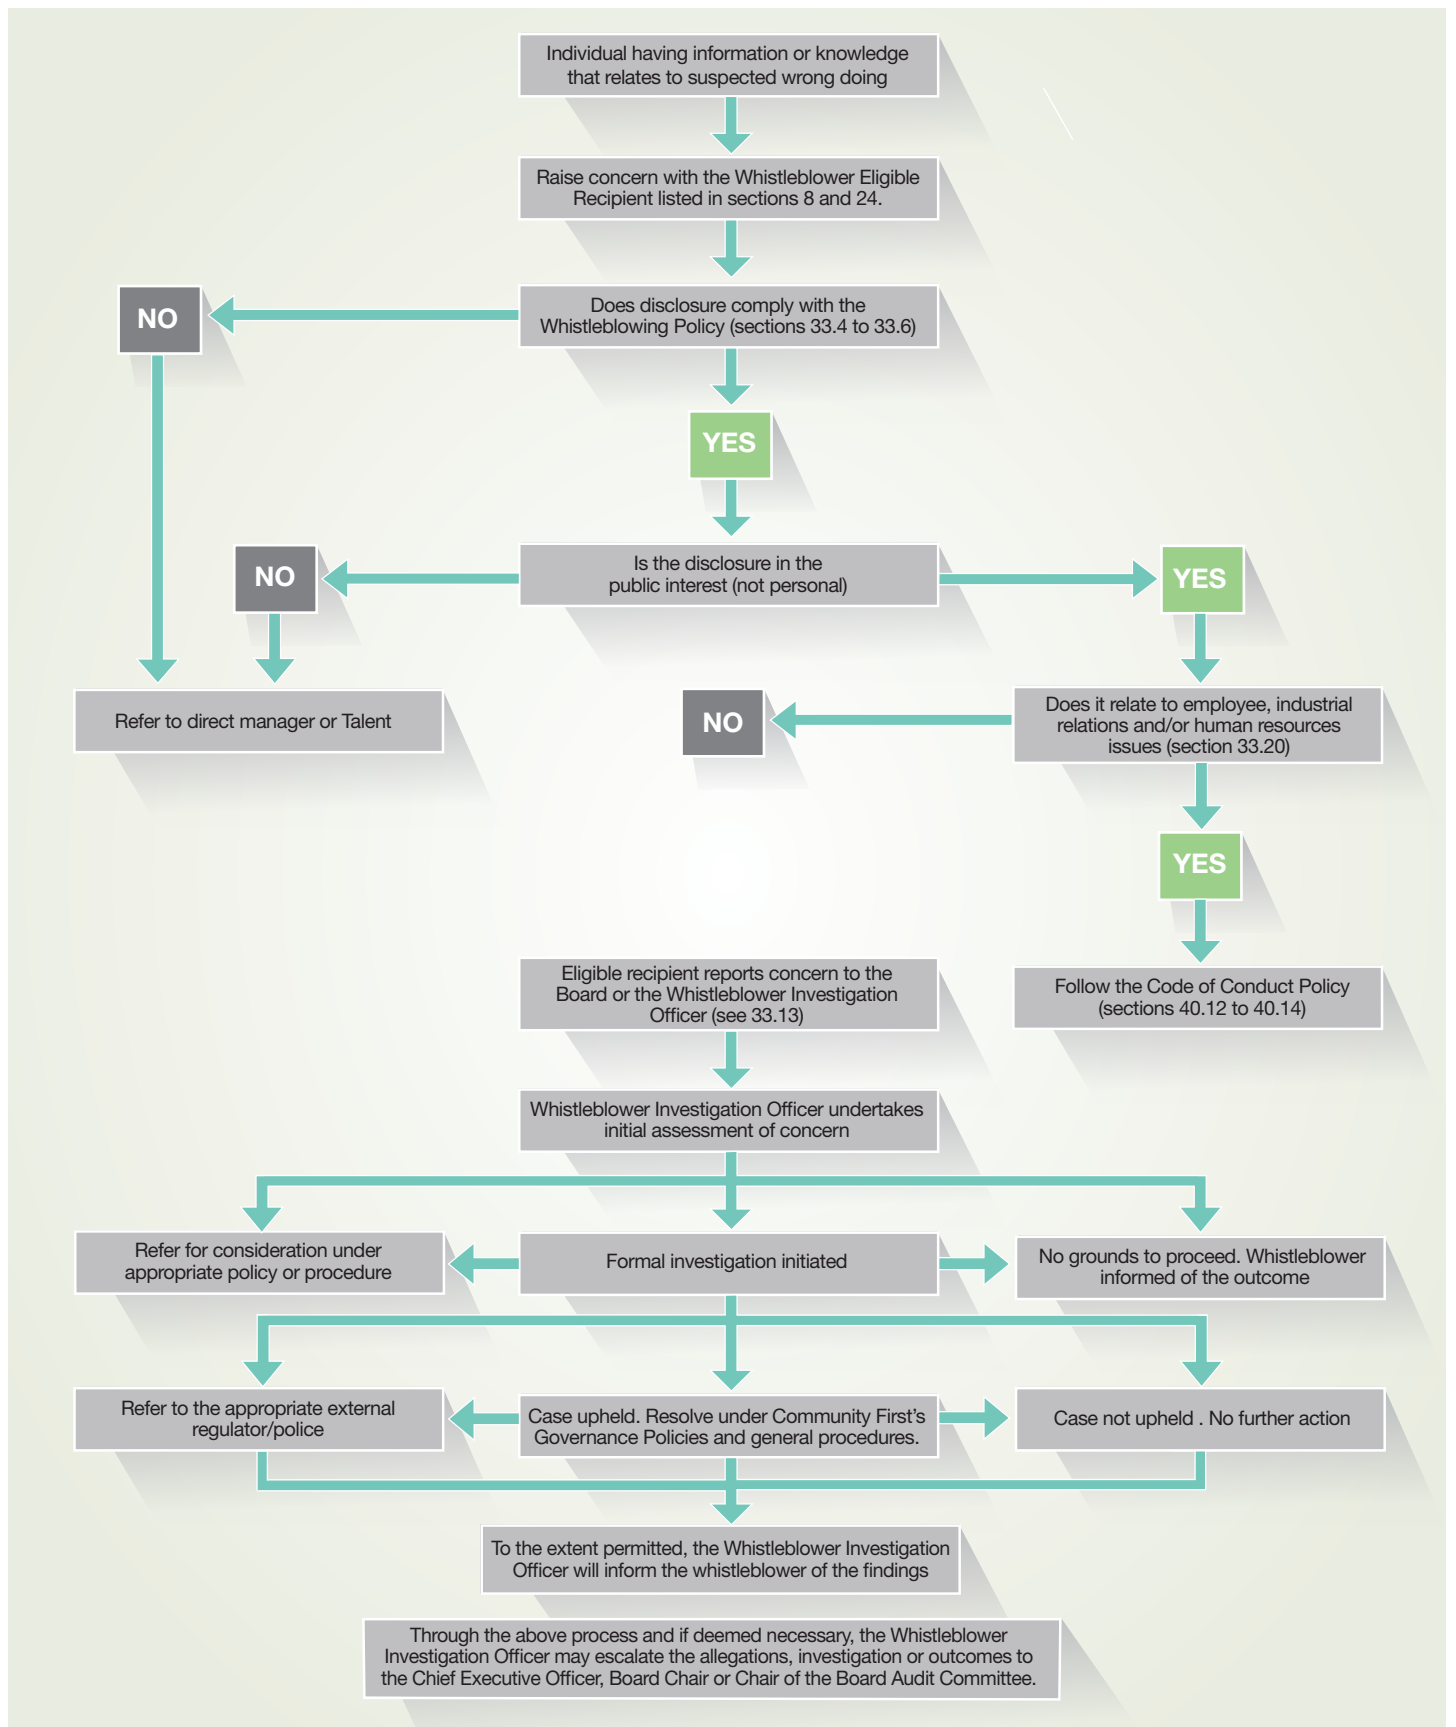 Individual having information or knowledge
that relates to suspected wrong doing
Raise concern with the Whistleblower Eligible
Recipient listed in sections 8 and 24.
Does disclosure comply with the
Whistleblowing Policy (sections 33.4 to 33.6)
NO
YES
Is the disclosure in the
public interest (not personal)
NO
YES
Refer to direct manager or Talent
Does it relate to employee, industrial
relations and/or human resources
issues (section 33.20)
NO
YES
Follow the Code of Conduct Policy
(sections 40.12 to 40.14)
Eligible recipient reports concern to the
Board or the Whistleblower Investigation
Officer (see 33.13)
Whistleblower Investigation Officer undertakes
initial assessment of concern
Refer for consideration under
appropriate policy or procedure
Formal investigation initiated
No grounds to proceed. Whistleblower
informed of the outcome
Refer to the appropriate external
regulator/police
Case upheld. Resolve under Community First’s
Governance Policies and general procedures.
Case not upheld . No further action
To the extent permitted, the Whistleblower Investigation
Officer will inform the whistleblower of the findings
Through the above process and if deemed necessary, the Whistleblower
Investigation Officer may escalate the allegations, investigation or outcomes to
the Chief Executive Officer, Board Chair or Chair of the Board Audit Committee.